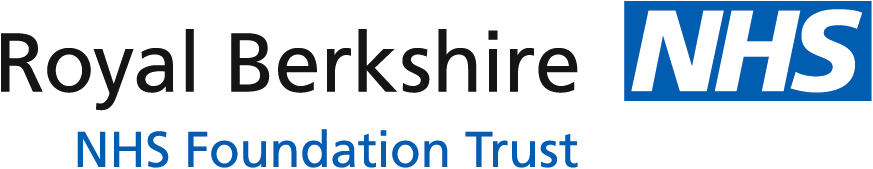 Royal Berkshire NHS
NHS Foundation Trust